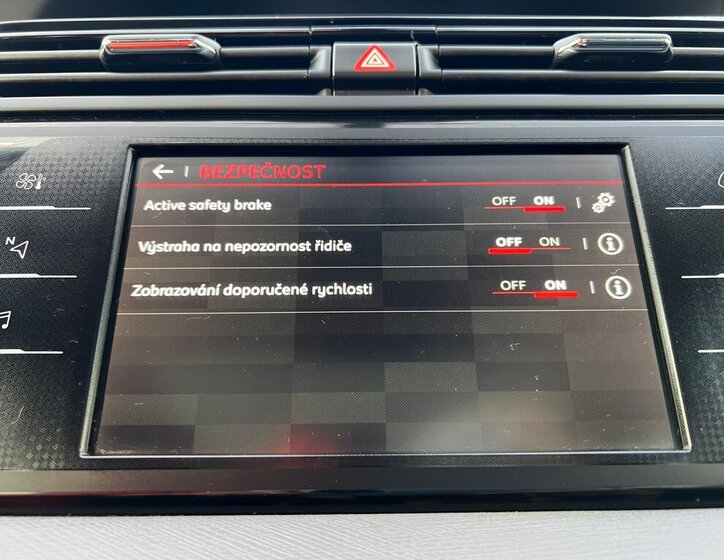 BEZPEČNOST
Active safety brake OFF ON
Výstraha na nepozornost řidiče OFF ON
Zobrazování doporučené rychlosti OFF ON
N